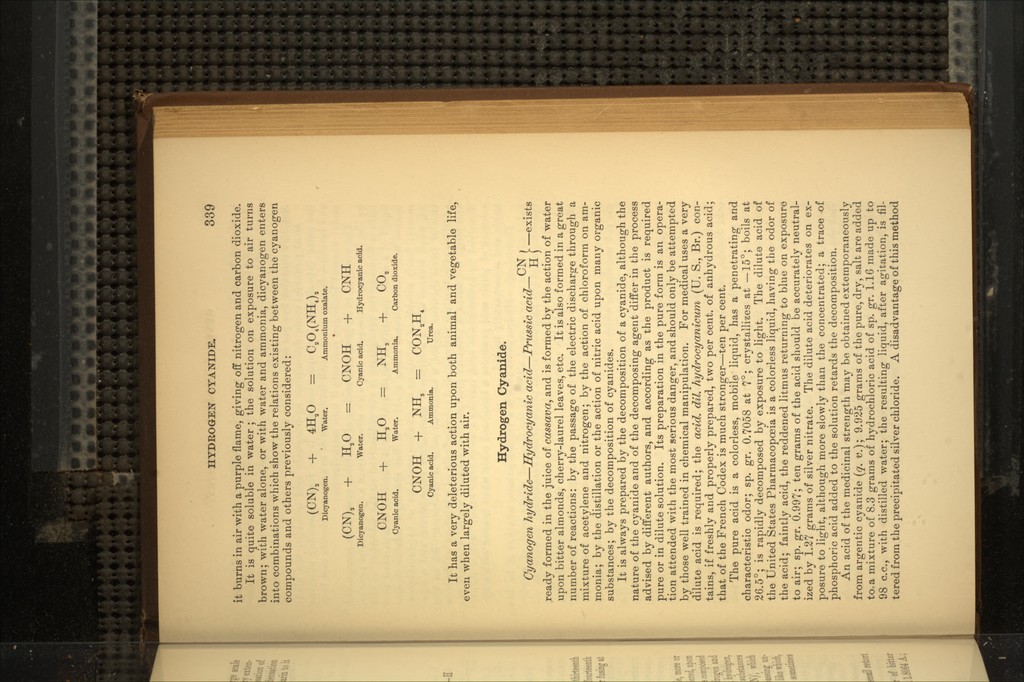 HYDROGEN CYANIDE. 339
it burns in air with a purple flame, giving off nitrogen and carbon dioxide.
It is quite soluble in water; the solution on exposure to air turns
brown; with water alone, or with water and ammonia, dicyanogen enters
into combinations which show the relations existing between the cyanogen
compounds and others previously considered:
(CN)₂ + 4H₂O = C₂O₄(NH₄)₂
Dicyanogen. Water. Ammonium oxalate.
(CN)₂ + H₂O = CNOH + CNH
Dicyanogen. Water. Cyanic acid. Hydrocyanic acid.
CNOH + H₂O = NH₃ + CO₂
Cyanic acid. Water. Ammonia. Carbon dioxide.
CNOH + NH₃ = CON₂H₄
Cyanic acid. Ammonia. Urea.
It has a very deleterious action upon both animal and vegetable life,
even when largely diluted with air.
Hydrogen Cyanide.
Cyanogen hydride—Hydrocyanic acid—Prussic acid— CN H } —exists
ready formed in the juice of cassava, and is formed by the action of water
upon bitter almonds, cherry-laurel leaves, etc. It is also formed in a great
number of reactions: by the passage of the electric discharge through a
mixture of acetylene and nitrogen; by the action of chloroform on am-
monia; by the distillation or the action of nitric acid upon many organic
substances; by the decomposition of cyanides.
It is always prepared by the decomposition of a cyanide, although the
nature of the cyanide and of the decomposing agent differ in the process
advised by different authors, and according as the product is required
pure or in dilute solution. Its preparation in the pure form is an opera-
tion attended with the most serious danger, and should only be attempted
by those well trained in chemical manipulation. For medical uses a very
dilute acid is required; the acid. dil. hydrocyanicum (U. S., Br.) con-
tains, if freshly and properly prepared, two per cent. of anhydrous acid;
that of the French Codex is much stronger—ten per cent.
The pure acid is a colorless, mobile liquid, has a penetrating and
characteristic odor; sp. gr. 0.7058 at 7°; crystallizes at —15°; boils at
26.5°; is rapidly decomposed by exposure to light. The dilute acid of
the United States Pharmacopœia is a colorless liquid, having the odor of
the acid; faintly acid, the reddened litmus returning to blue on exposure
to air; sp. gr. 0.997; ten grams of the acid should be accurately neutral-
ized by 1.27 grams of silver nitrate. The dilute acid deteriorates on ex-
posure to light, although more slowly than the concentrated; a trace of
phosphoric acid added to the solution retards the decomposition.
An acid of the medicinal strength may be obtained extemporaneously
from argentic cyanide (q. v.); 9.925 grams of the pure, dry, salt are added
to a mixture of 8.3 grams of hydrochloric acid of sp. gr. 1.16, made up to
98 c.c., with distilled water; the resulting liquid, after agitation, is fil-
tered from the precipitated silver chloride. A disadvantage of this method